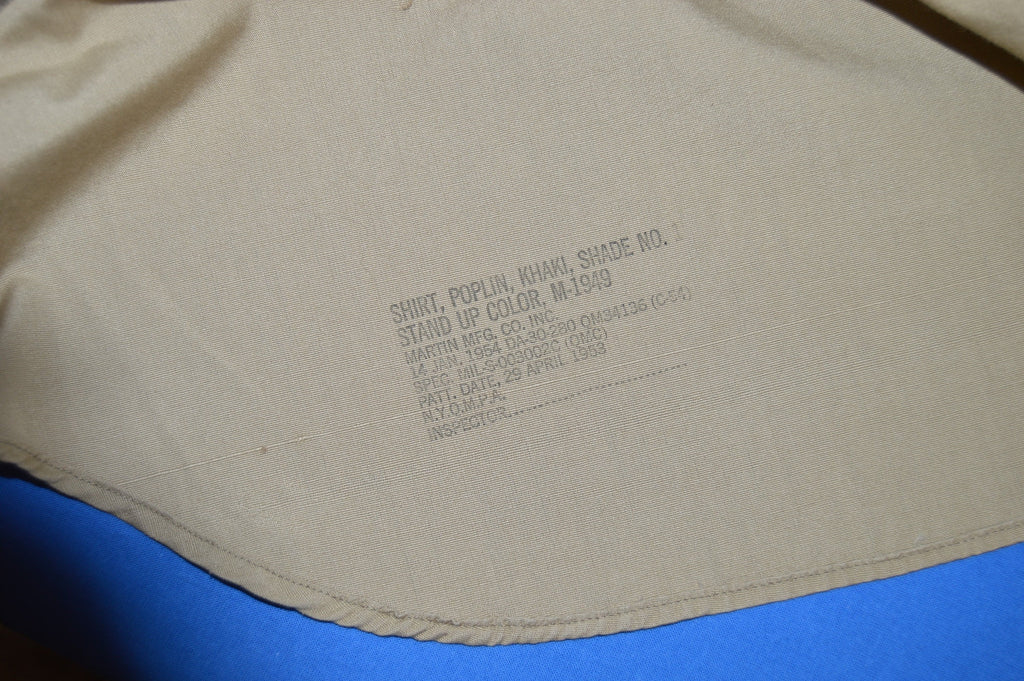 SHIRT, POPLIN, KHAKI, SHADE NO. 1
STAND UP COLOR, M-1949
MARTIN MFG. CO. INC.
14 JAN. 1954 DA-30-280 QM34136 (C-54)
SPEC. MIL-S-003002C (QMC)
PATT. DATE, 29 APRIL 1953
N.Y.Q.M.P.A.
INSPECTOR